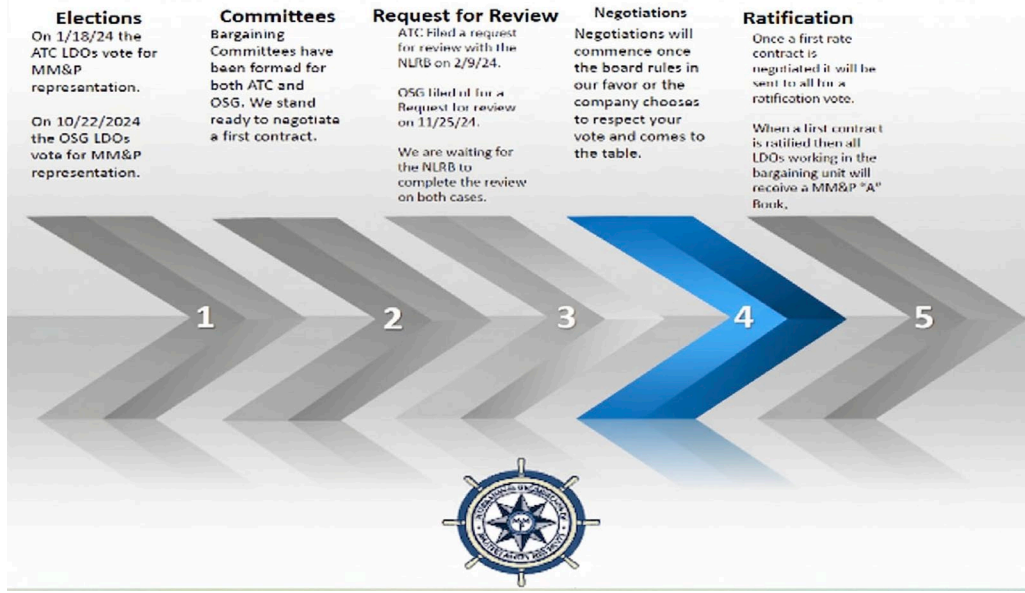 Elections
On 1/18/24 the
ATC LDOs vote for
MM&P
representation.
On 10/22/2024
the OSG LDOs
vote for MM&P
representation.
Committees
Bargaining
Committees have
been formed for
both ATC and
OSG. We stand
ready to negotiate
a first contract.
Request for Review
ATC Filed a request
for review with the
NLRB on 2/9/24.
OSG filed of for a
Request for review
on 11/25/24.
We are waiting for
the NLRB to
complete the review
on both cases.
Negotiations
Negotiations will
commence once
the board rules in
our favor or the
company chooses
to respect your
vote and comes to
the table.
Ratification
Once a first rate
contract is
negotiated it will be
sent to all for a
ratification vote.
When a first contract
is ratified then all
LDOs working in the
bargaining unit will
receive a MM&P "A"
Book,
1
2
3
4
5